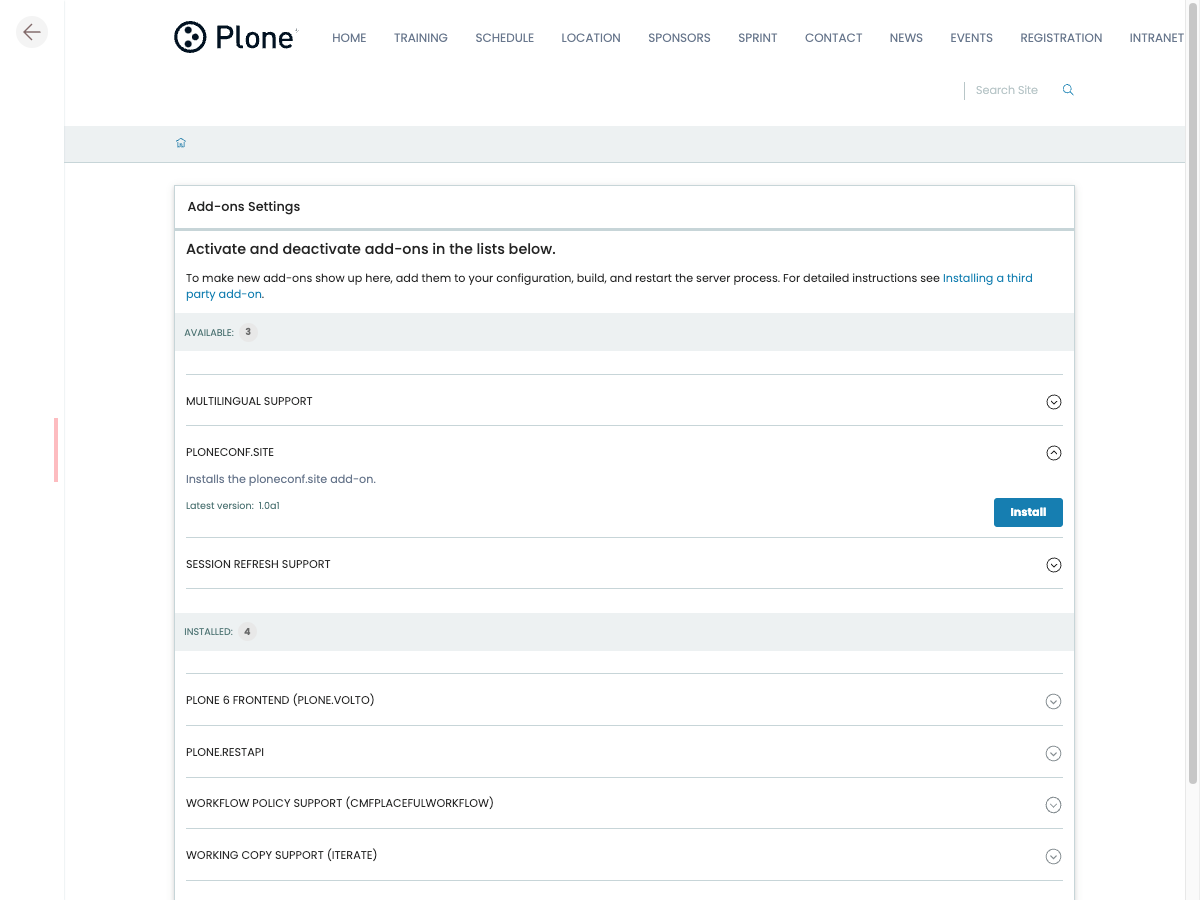 Plone
HOME TRAINING SCHEDULE LOCATION SPONSORS SPRINT CONTACT NEWS EVENTS REGISTRATION INTRANET
Search Site
Add-ons Settings
Activate and deactivate add-ons in the lists below.
To make new add-ons show up here, add them to your configuration, build, and restart the server process. For detailed instructions see Installing a third
party add-on.
AVAILABLE: 3
MULTILINGUAL SUPPORT
PLONECONF.SITE
Installs the ploneconf.site add-on.
Latest version: 1.0a1
Install
SESSION REFRESH SUPPORT
INSTALLED: 4
PLONE 6 FRONTEND (PLONE.VOLTO)
PLONE.RESTAPI
WORKFLOW POLICY SUPPORT (CMFPLACEFULWORKFLOW)
WORKING COPY SUPPORT (ITERATE)